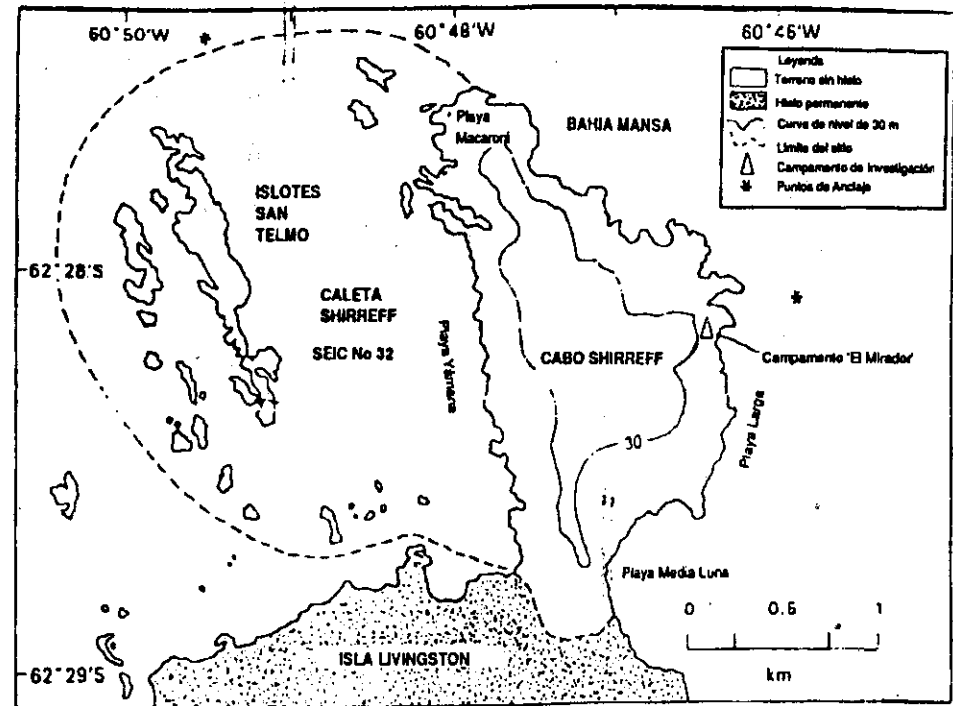 60°50'W
60°48'W
60°46'W
Leyenda
Terreno sin hielo
Hielo permanente
Curva de nivel de 30 m
Límite del sitio
Campamento de Investigación
Puntos de Anclaje
Playa
Macaroni
BAHIA MANSA
ISLOTES
SAN
TELMO
62°28'S
CALETA
SHIRREFF
SEIC No 32
Playa Yámana
CABO SHIRREFF
Campamento 'El Mirador'
Playa Larga
30
Playa Media Luna
0 0.5 1
km
ISLA LIVINGSTON
62°29'S